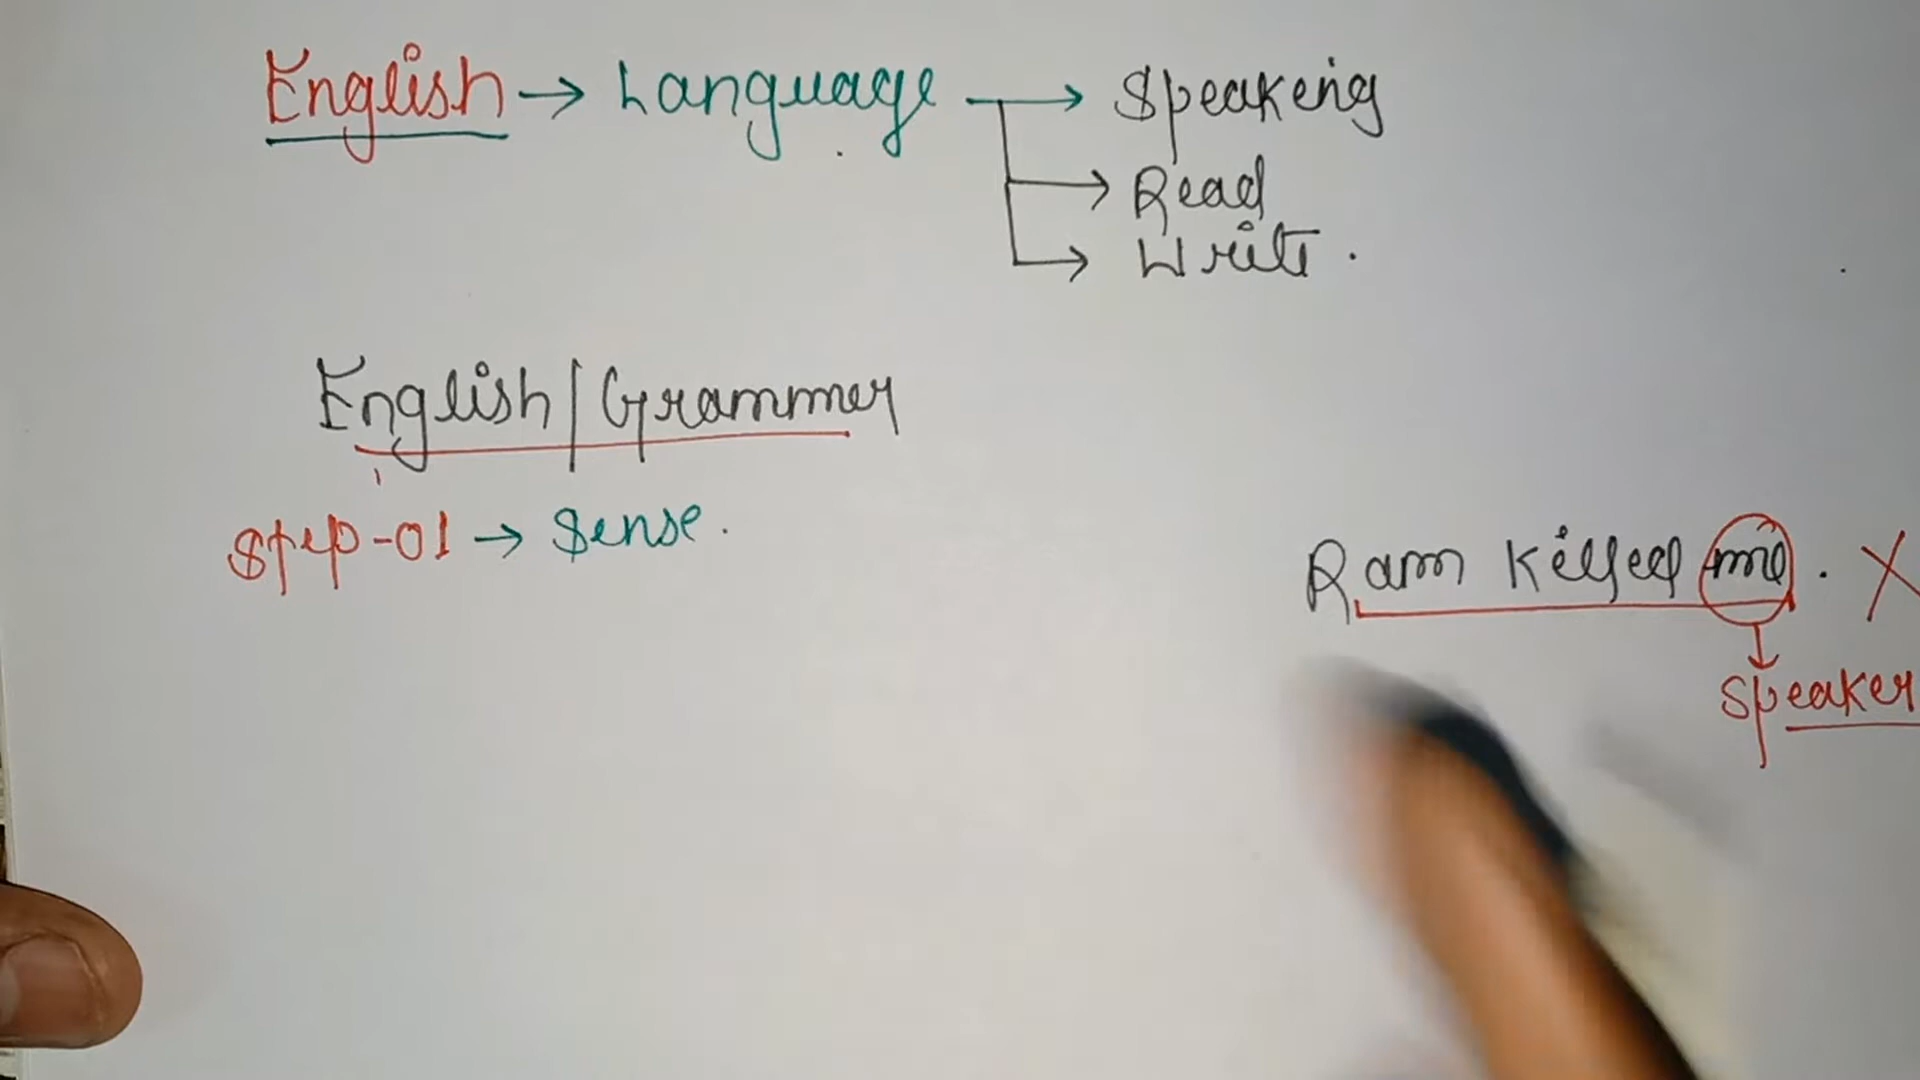 English → Language → Speaking
→ Read
→ Write.
English/Grammer
Step-01 → Sense.
Ram killed me. X
Speaker